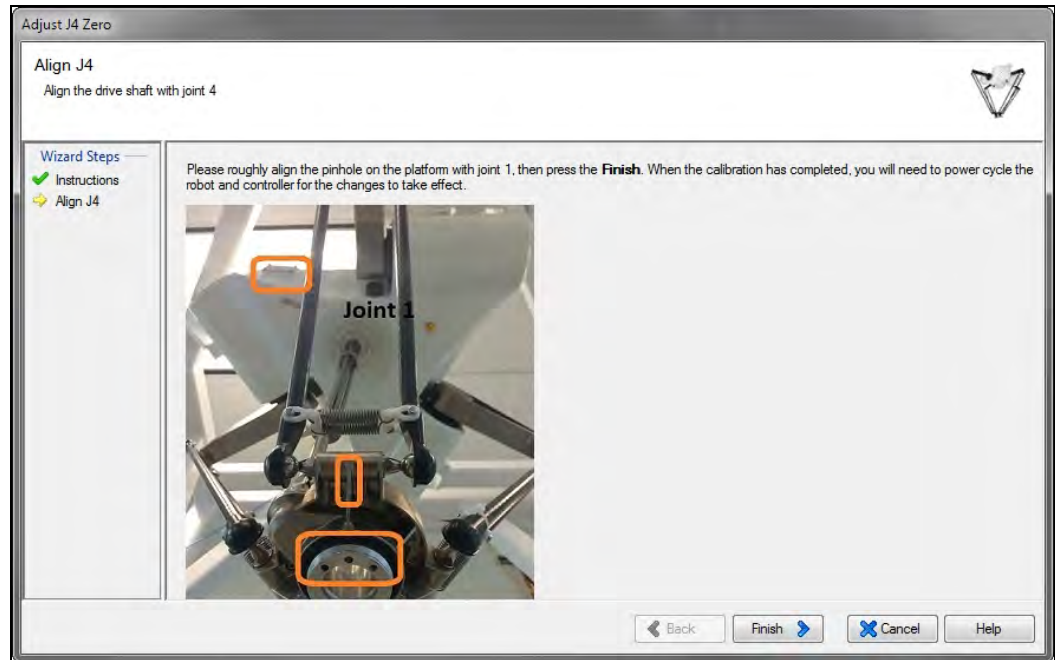 Adjust J4 Zero
Align J4
Align the drive shaft with joint 4
Wizard Steps
Instructions
Align J4
Please roughly align the pinhole on the platform with joint 1, then press the Finish. When the calibration has completed, you will need to power cycle the
robot and controller for the changes to take effect.
Joint 1
Back
Finish
Cancel
Help